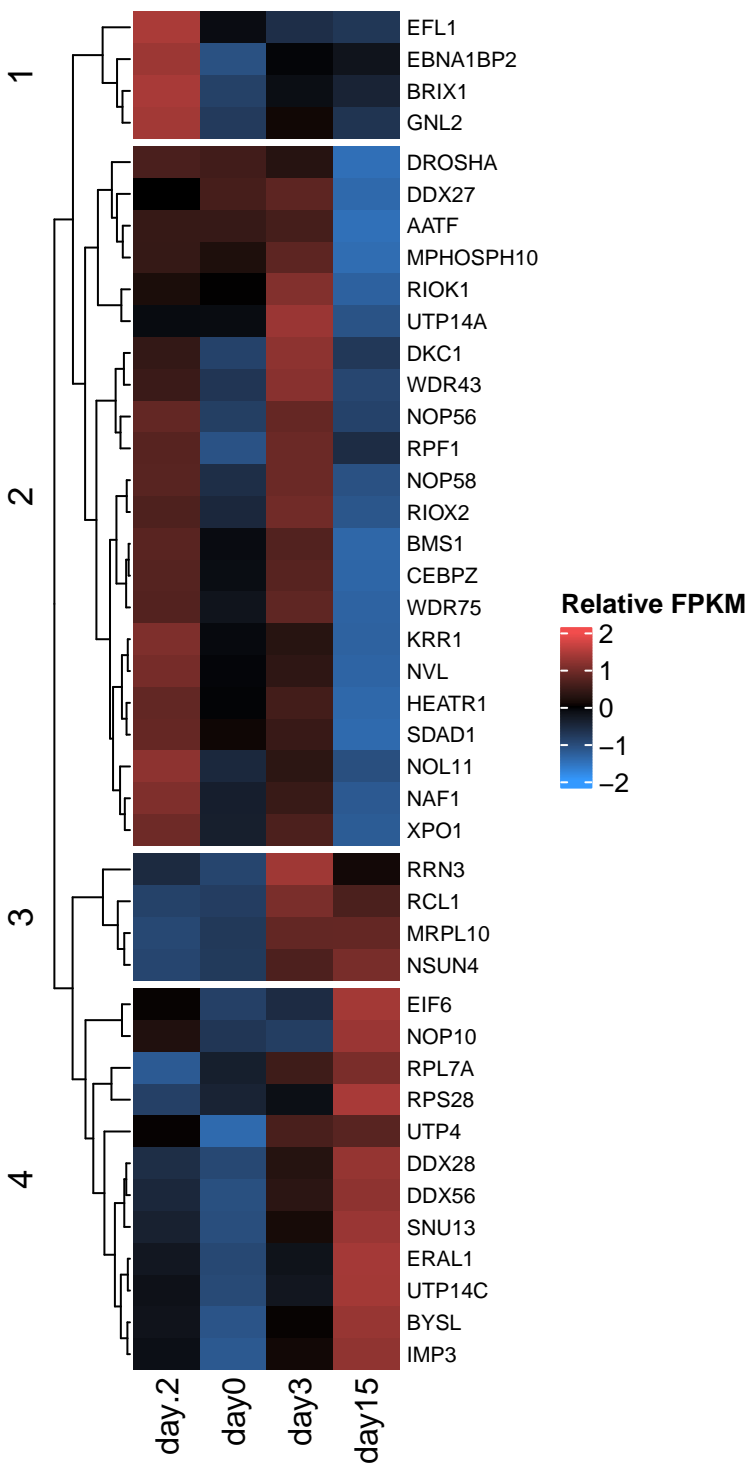 1
EFL1
EBNA1BP2
BRIX1
GNL2
2
DROSHA
DDX27
AATF
MPHOSPH10
RIOK1
UTP14A
DKC1
WDR43
NOP56
RPF1
NOP58
RIOX2
BMS1
CEBPZ
WDR75
KRR1
NVL
HEATR1
SDAD1
NOL11
NAF1
XPO1
3
RRN3
RCL1
MRPL10
NSUN4
4
EIF6
NOP10
RPL7A
RPS28
UTP4
DDX28
DDX56
SNU13
ERAL1
UTP14C
BYSL
IMP3
day.2
day0
day3
day15
Relative FPKM
2
1
0
−1
−2